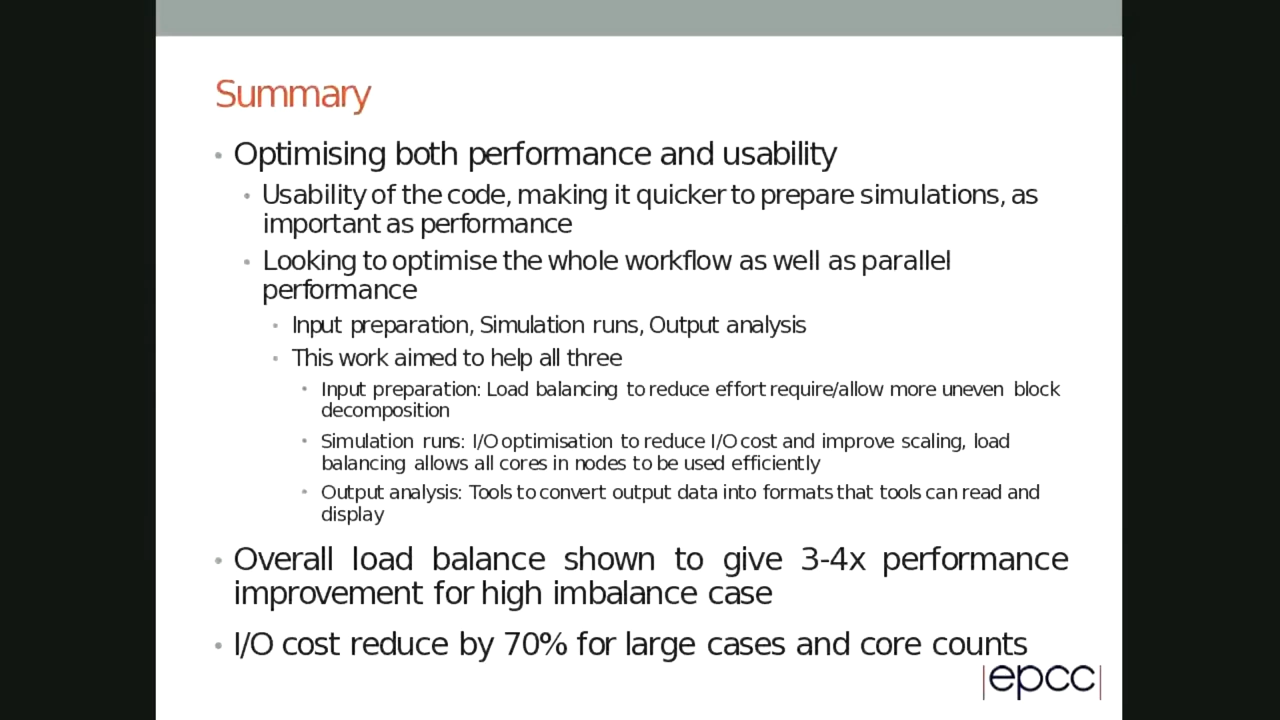 Summary
• Optimising both performance and usability
• Usability of the code, making it quicker to prepare simulations, as
important as performance
• Looking to optimise the whole workflow as well as parallel
performance
• Input preparation, Simulation runs, Output analysis
• This work aimed to help all three
• Input preparation: Load balancing to reduce effort require/allow more uneven block
decomposition
• Simulation runs: I/O optimisation to reduce I/O cost and improve scaling, load
balancing allows all cores in nodes to be used efficiently
• Output analysis: Tools to convert output data into formats that tools can read and
display
• Overall load balance shown to give 3-4x performance
improvement for high imbalance case
• I/O cost reduce by 70% for large cases and core counts
|epcc|